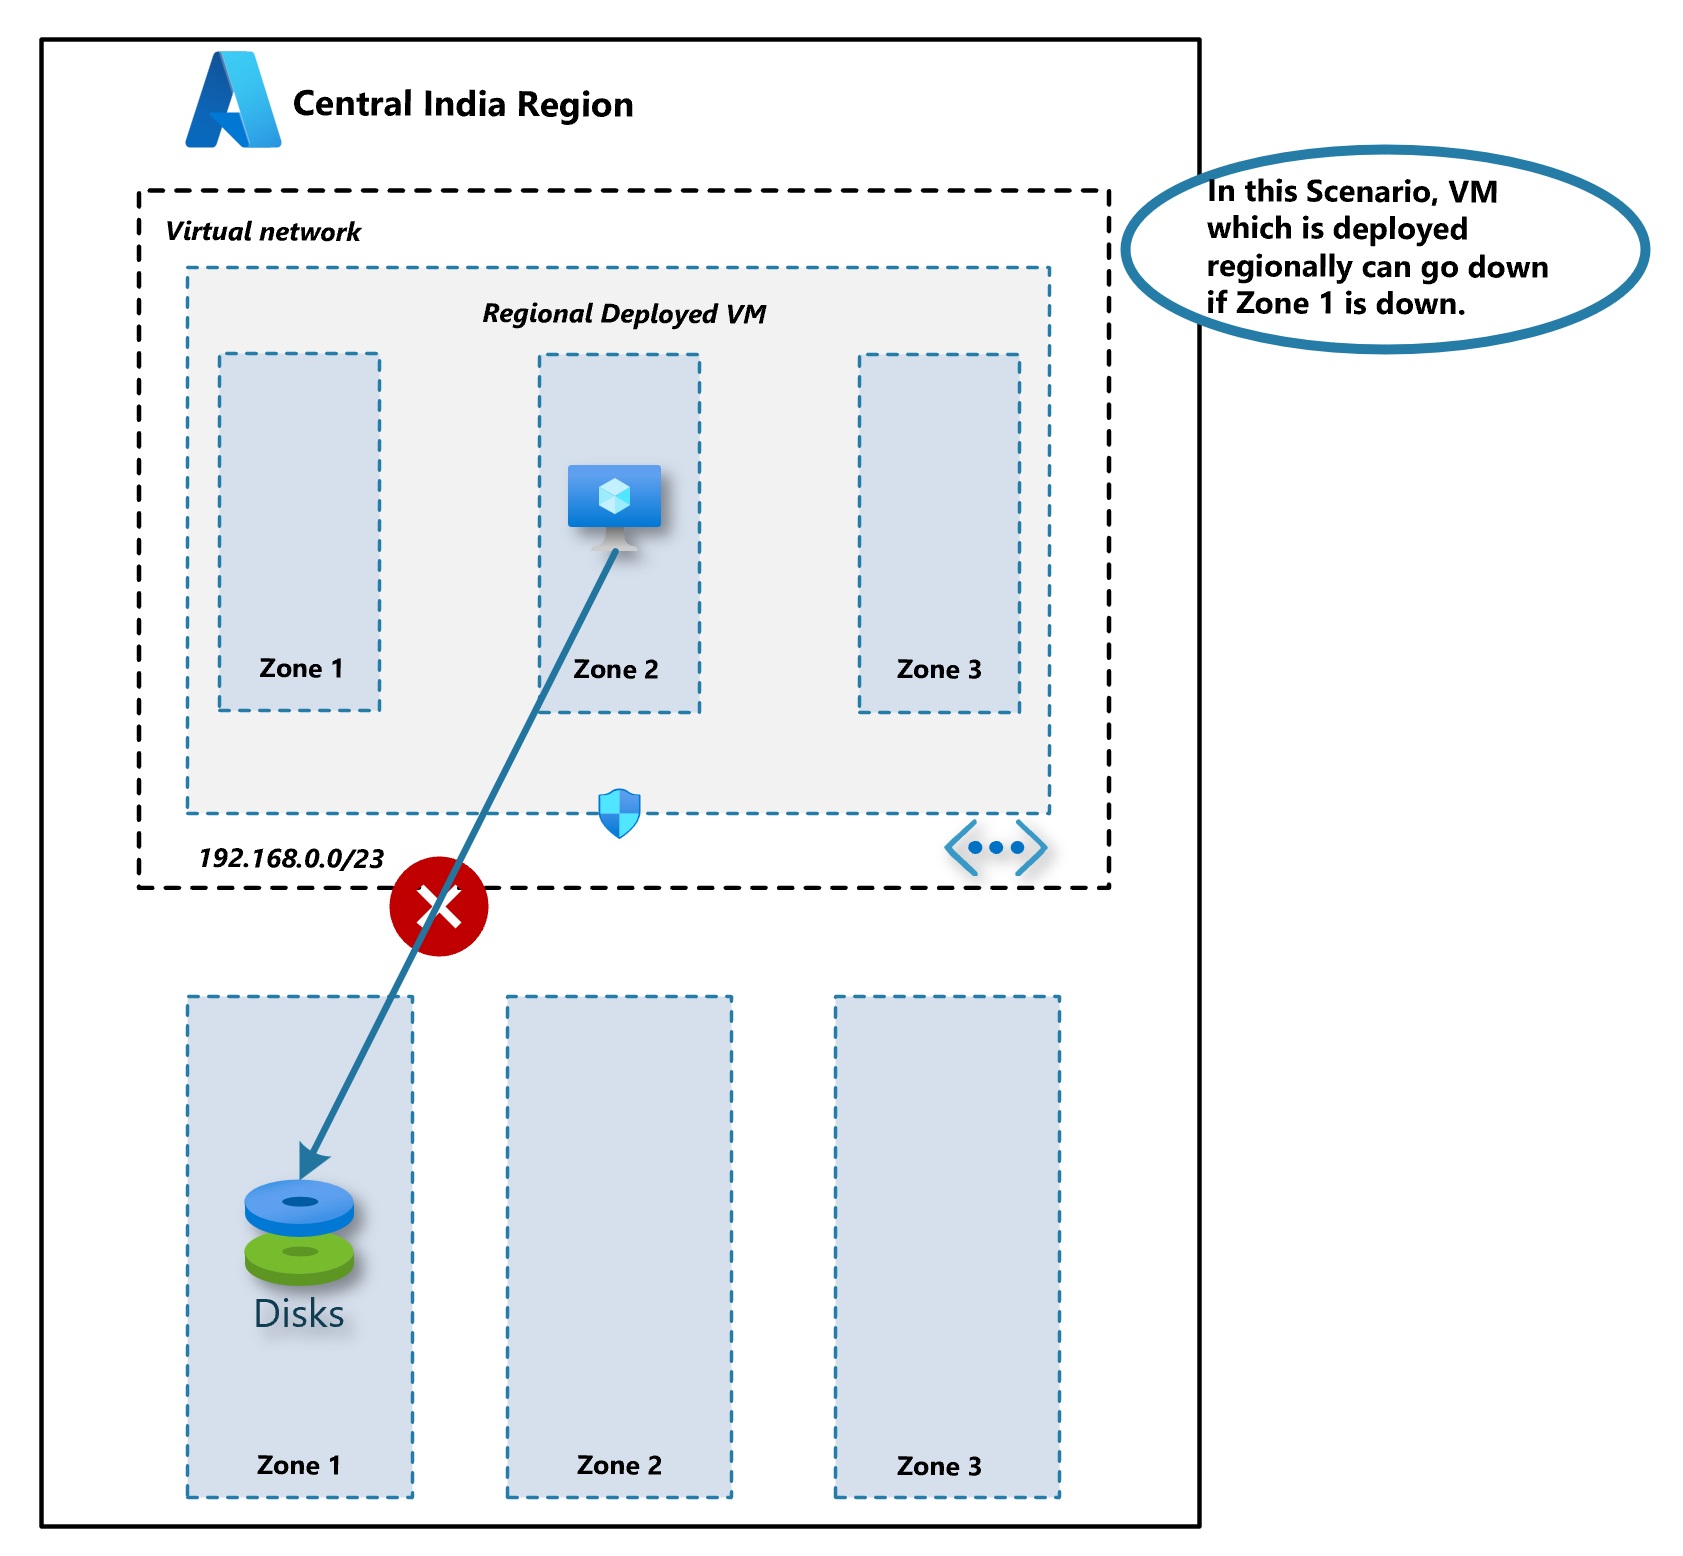 Central India Region
In this Scenario, VM
which is deployed
regionally can go down
if Zone 1 is down.
Virtual network
Regional Deployed VM
Zone 1
Zone 2
Zone 3
192.168.0.0/23
Disks
Zone 1
Zone 2
Zone 3